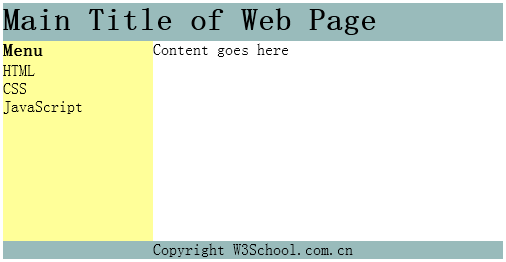 Main Title of Web Page
Menu
HTML
CSS
JavaScript
Content goes here
Copyright W3School.com.cn